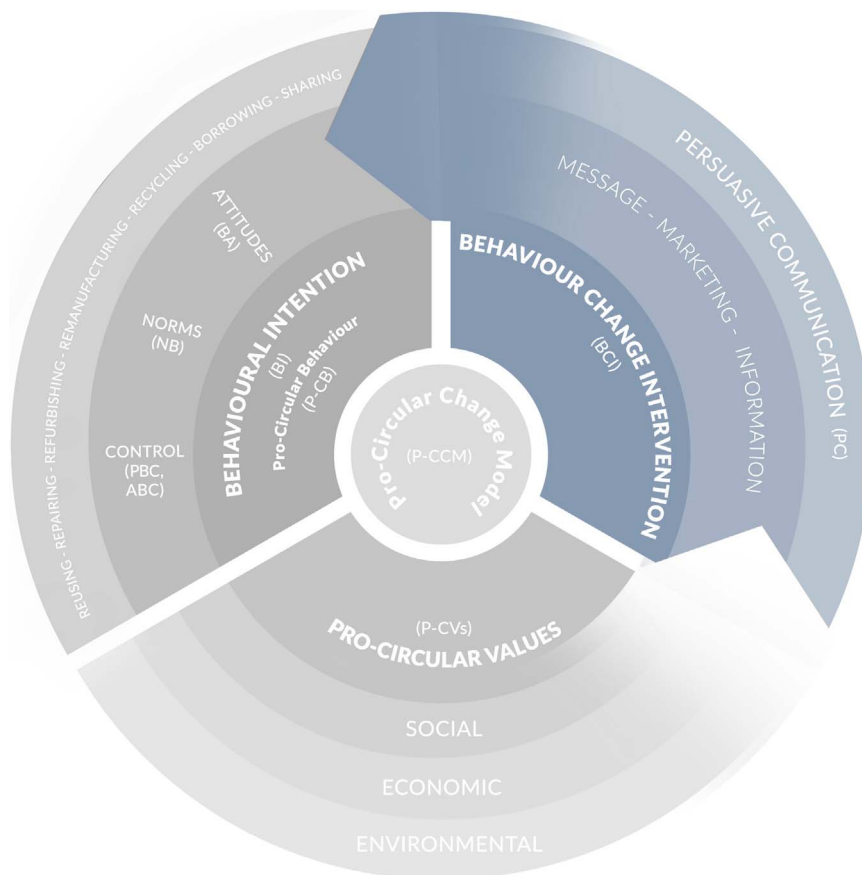 REUSING - REPAIRING - REFURBISHING - REMANUFACTURING - RECYCLING - BORROWING - SHARING
ATTITUDES
(BA)
NORMS
(NB)
CONTROL
(PBC,
ABC)
BEHAVIOURAL INTENTION
(BI)
Pro-Circular Behaviour
(P-CB)
PERSUASIVE COMMUNICATION (PC)
MESSAGE - MARKETING - INFORMATION
BEHAVIOUR CHANGE INTERVENTION
(BCI)
Pro-Circular Change Model
(P-CCM)
(P-CVs)
PRO-CIRCULAR VALUES
SOCIAL
ECONOMIC
ENVIRONMENTAL